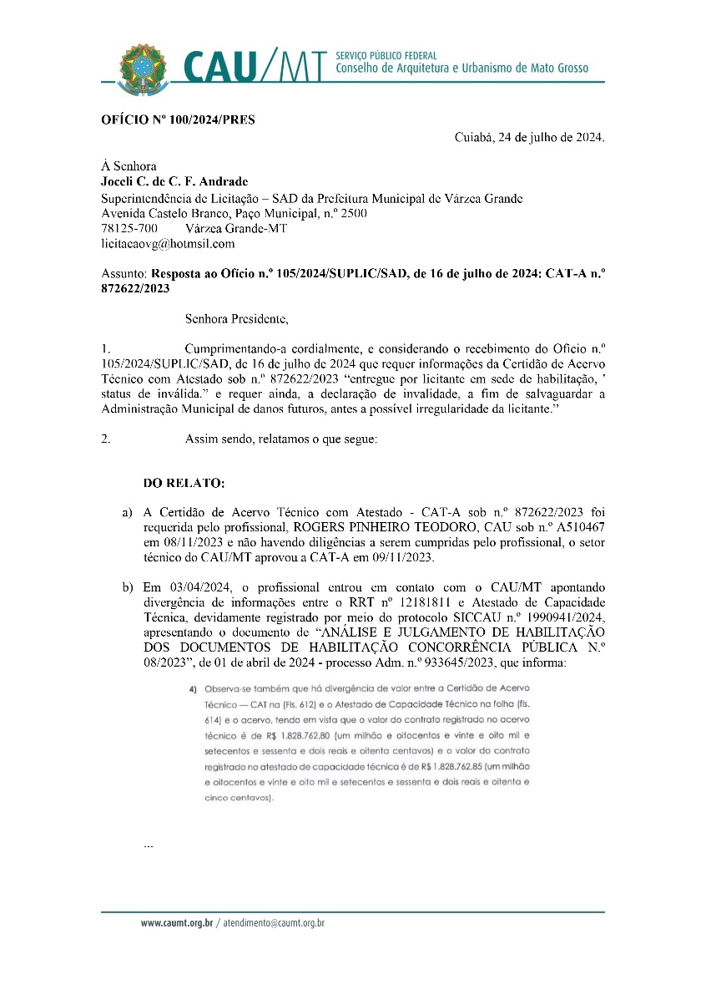 CAU/MT
SERVIÇO PÚBLICO FEDERAL
Conselho de Arquitetura e Urbanismo de Mato Grosso
OFÍCIO Nº 100/2024/PRES
Cuiabá, 24 de julho de 2024.
À Senhora
Joceli C. de C. F. Andrade
Superintendência de Licitação – SAD da Prefeitura Municipal de Várzea Grande
Avenida Castelo Branco, Paço Municipal, n.º 2500
78125-700 Várzea Grande-MT
licitacaovg@hotmsil.com
Assunto: Resposta ao Ofício n.º 105/2024/SUPLIC/SAD, de 16 de julho de 2024: CAT-A n.º
872622/2023
Senhora Presidente,
1. Cumprimentando-a cordialmente, e considerando o recebimento do Oficio n.º
105/2024/SUPLIC/SAD, de 16 de julho de 2024 que requer informações da Certidão de Acervo
Técnico com Atestado sob n.º 872622/2023 “entregue por licitante em sede de habilitação, '
status de inválida.” e requer ainda, a declaração de invalidade, a fim de salvaguardar a
Administração Municipal de danos futuros, antes a possível irregularidade da licitante.”
2. Assim sendo, relatamos o que segue:
DO RELATO:
a) A Certidão de Acervo Técnico com Atestado - CAT-A sob n.º 872622/2023 foi
requerida pelo profissional, ROGERS PINHEIRO TEODORO, CAU sob n.º A510467
em 08/11/2023 e não havendo diligências a serem cumpridas pelo profissional, o setor
técnico do CAU/MT aprovou a CAT-A em 09/11/2023.
b) Em 03/04/2024, o profissional entrou em contato com o CAU/MT apontando
divergência de informações entre o RRT nº 12181811 e Atestado de Capacidade
Técnica, devidamente registrado por meio do protocolo SICCAU n.º 1990941/2024,
apresentando o documento de “ANÁLISE E JULGAMENTO DE HABILITAÇÃO
DOS DOCUMENTOS DE HABILITAÇÃO CONCORRÊNCIA PÚBLICA N.º
08/2023”, de 01 de abril de 2024 - processo Adm. n.º 933645/2023, que informa:
4) Observa-se também que há divergência de valor entre a Certidão de Acervo
Técnico — CAT na (Fls. 612) e o Atestado de Capacidade Técnico na folha (fls.
614) e o acervo, tendo em vista que o valor do contrato registrado no acervo
técnico é de R$ 1.828.762,80 (um milhão e oitocentos e vinte e oito mil e
setecentos e sessenta e dois reais e oitenta centavos) e o valor do contrato
registrado no atestado de capacidade técnica é de R$ 1.828.762,85 (um milhão
e oitocentos e vinte e oito mil e setecentos e sessenta e dois reais e oitenta e
cinco centavos).
...
www.caumt.org.br / atendimento@caumt.org.br